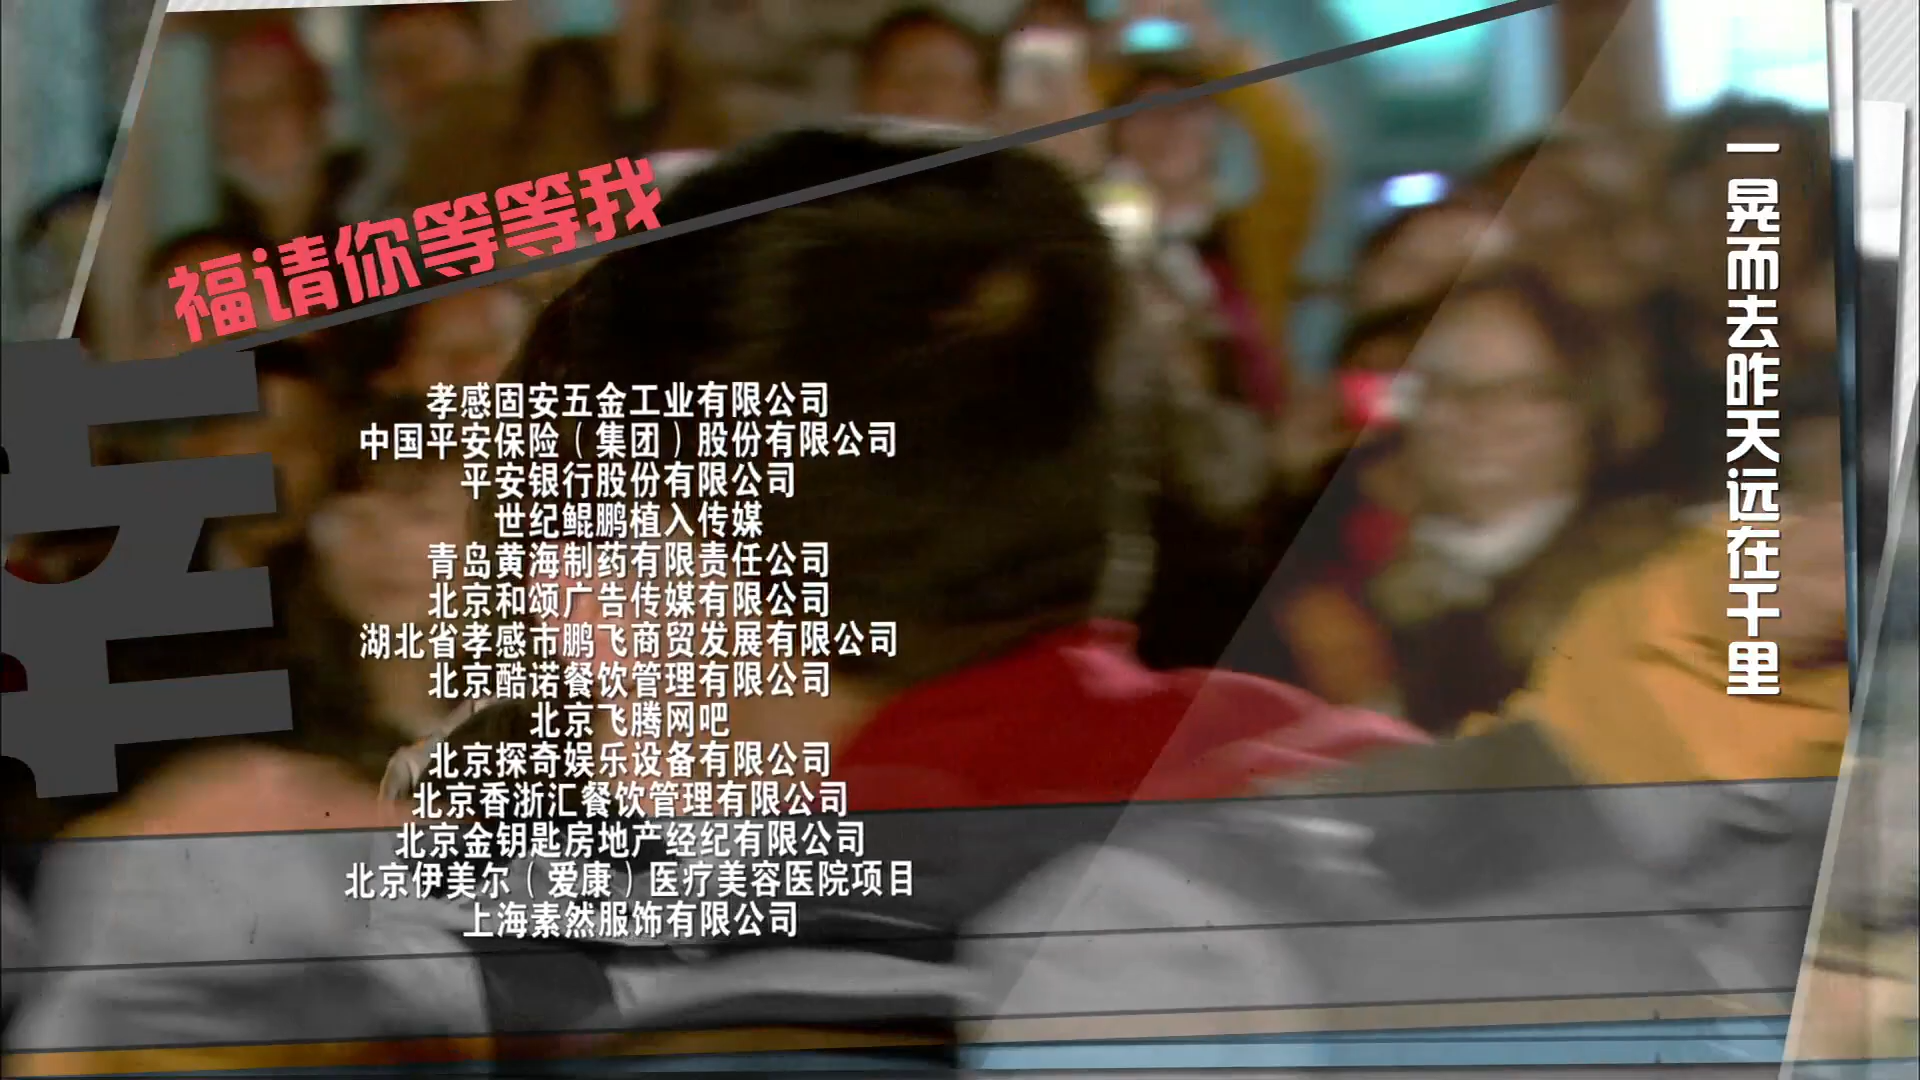 福请你等等我
孝感固安五金工业有限公司
中国平安保险（集团）股份有限公司
平安银行股份有限公司
世纪鲲鹏植入传媒
青岛黄海制药有限责任公司
北京和颂广告传媒有限公司
湖北省孝感市鹏飞商贸发展有限公司
北京酷诺餐饮管理有限公司
北京飞腾网吧
北京探奇娱乐设备有限公司
北京香浙汇餐饮管理有限公司
北京金钥匙房地产经纪有限公司
北京伊美尔（爱康）医疗美容医院项目
上海素然服饰有限公司
一晃而去昨天远在千里